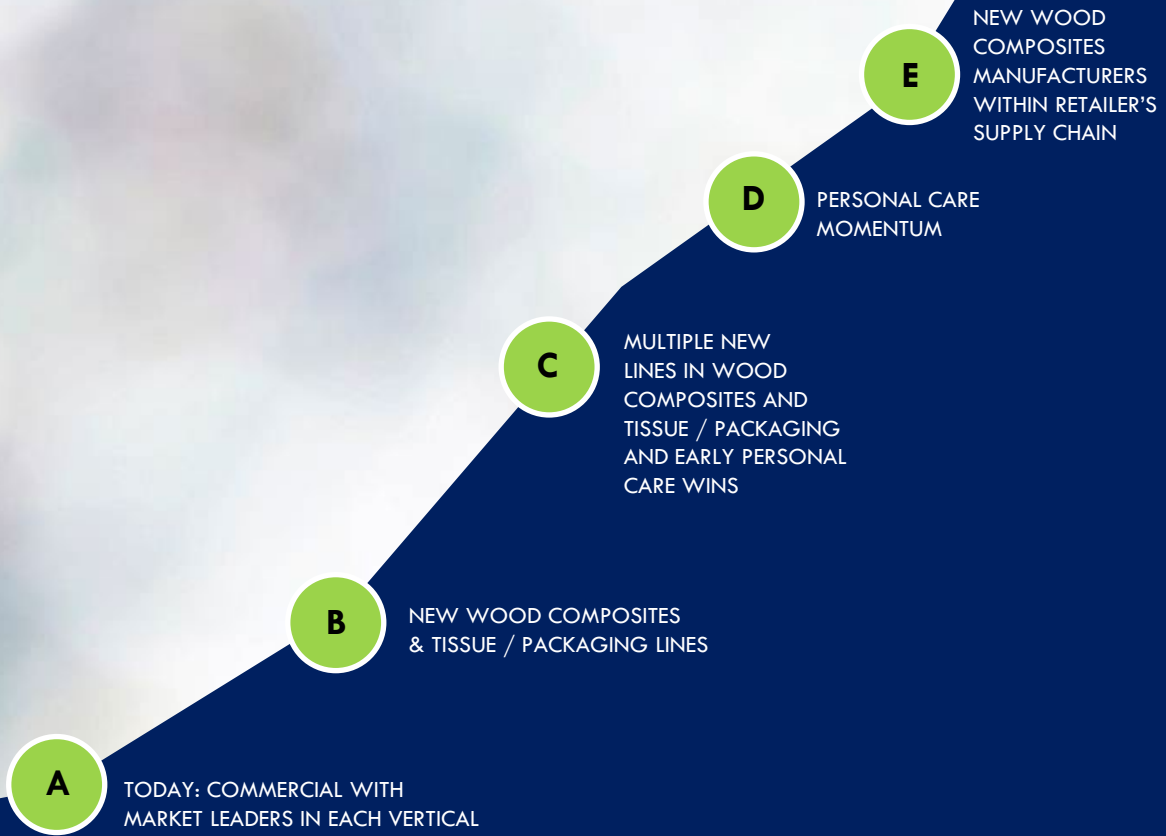 NEW WOOD
COMPOSITES
MANUFACTURERS
WITHIN RETAILER'S
SUPPLY CHAIN
E
D
PERSONAL CARE
MOMENTUM
C
MULTIPLE NEW
LINES IN WOOD
COMPOSITES AND
TISSUE / PACKAGING
AND EARLY PERSONAL
CARE WINS
B
NEW WOOD COMPOSITES
& TISSUE / PACKAGING LINES
A
TODAY: COMMERCIAL WITH
MARKET LEADERS IN EACH VERTICAL